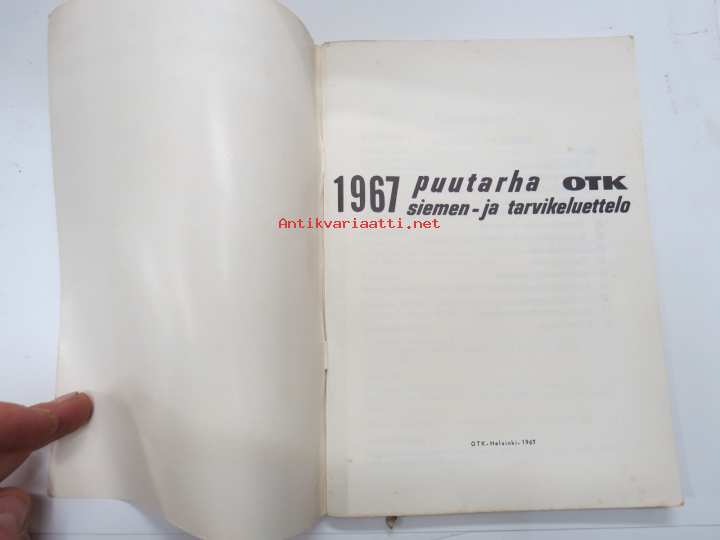 1967 puutarha OTK
siemen-ja tarvikeluettelo
Antikvariaatti.net
OTK-Helsinki-1967